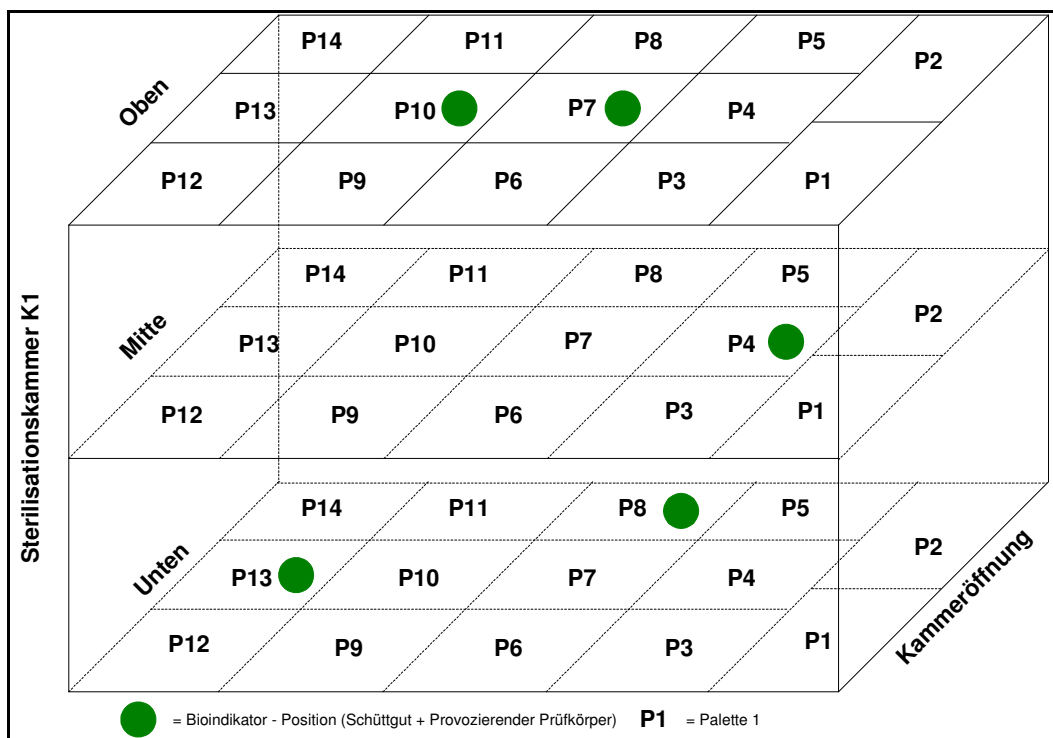 Sterilisationskammer K1
Oben
P14 P11 P8 P5 P2
P13 P10 P7 P4
P12 P9 P6 P3 P1
Mitte
P14 P11 P8 P5 P2
P13 P10 P7 P4
P12 P9 P6 P3 P1
Unten
P14 P11 P8 P5 P2
P13 P10 P7 P4
P12 P9 P6 P3 P1
Kammeröffnung
= Bioindikator - Position (Schüttgut + Provozierender Prüfkörper) P1 = Palette 1